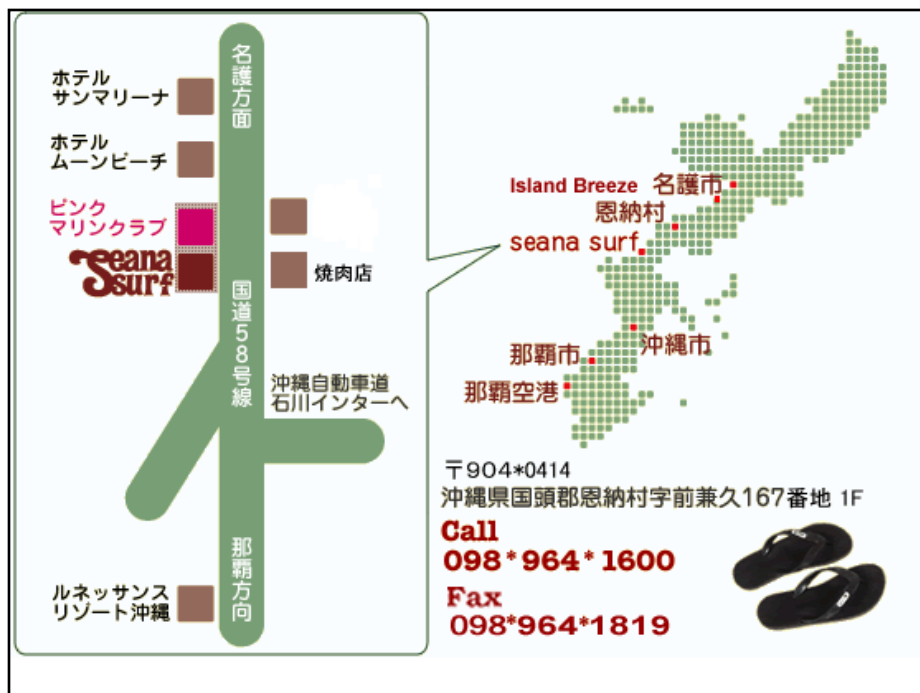 名護方面
ホテル
サンマリーナ
ホテル
ムーンビーチ
ピンク
マリンクラブ
Seana
surf
焼肉店
国道58号線
沖縄自動車道
石川インターへ
那覇方向
ルネッサンス
リゾート沖縄
Island Breeze
名護市
恩納村
seana surf
沖縄市
那覇市
那覇空港
〒904*0414
沖縄県国頭郡恩納村字前兼久167番地 1F
Call
098*964*1600
Fax
098*964*1819